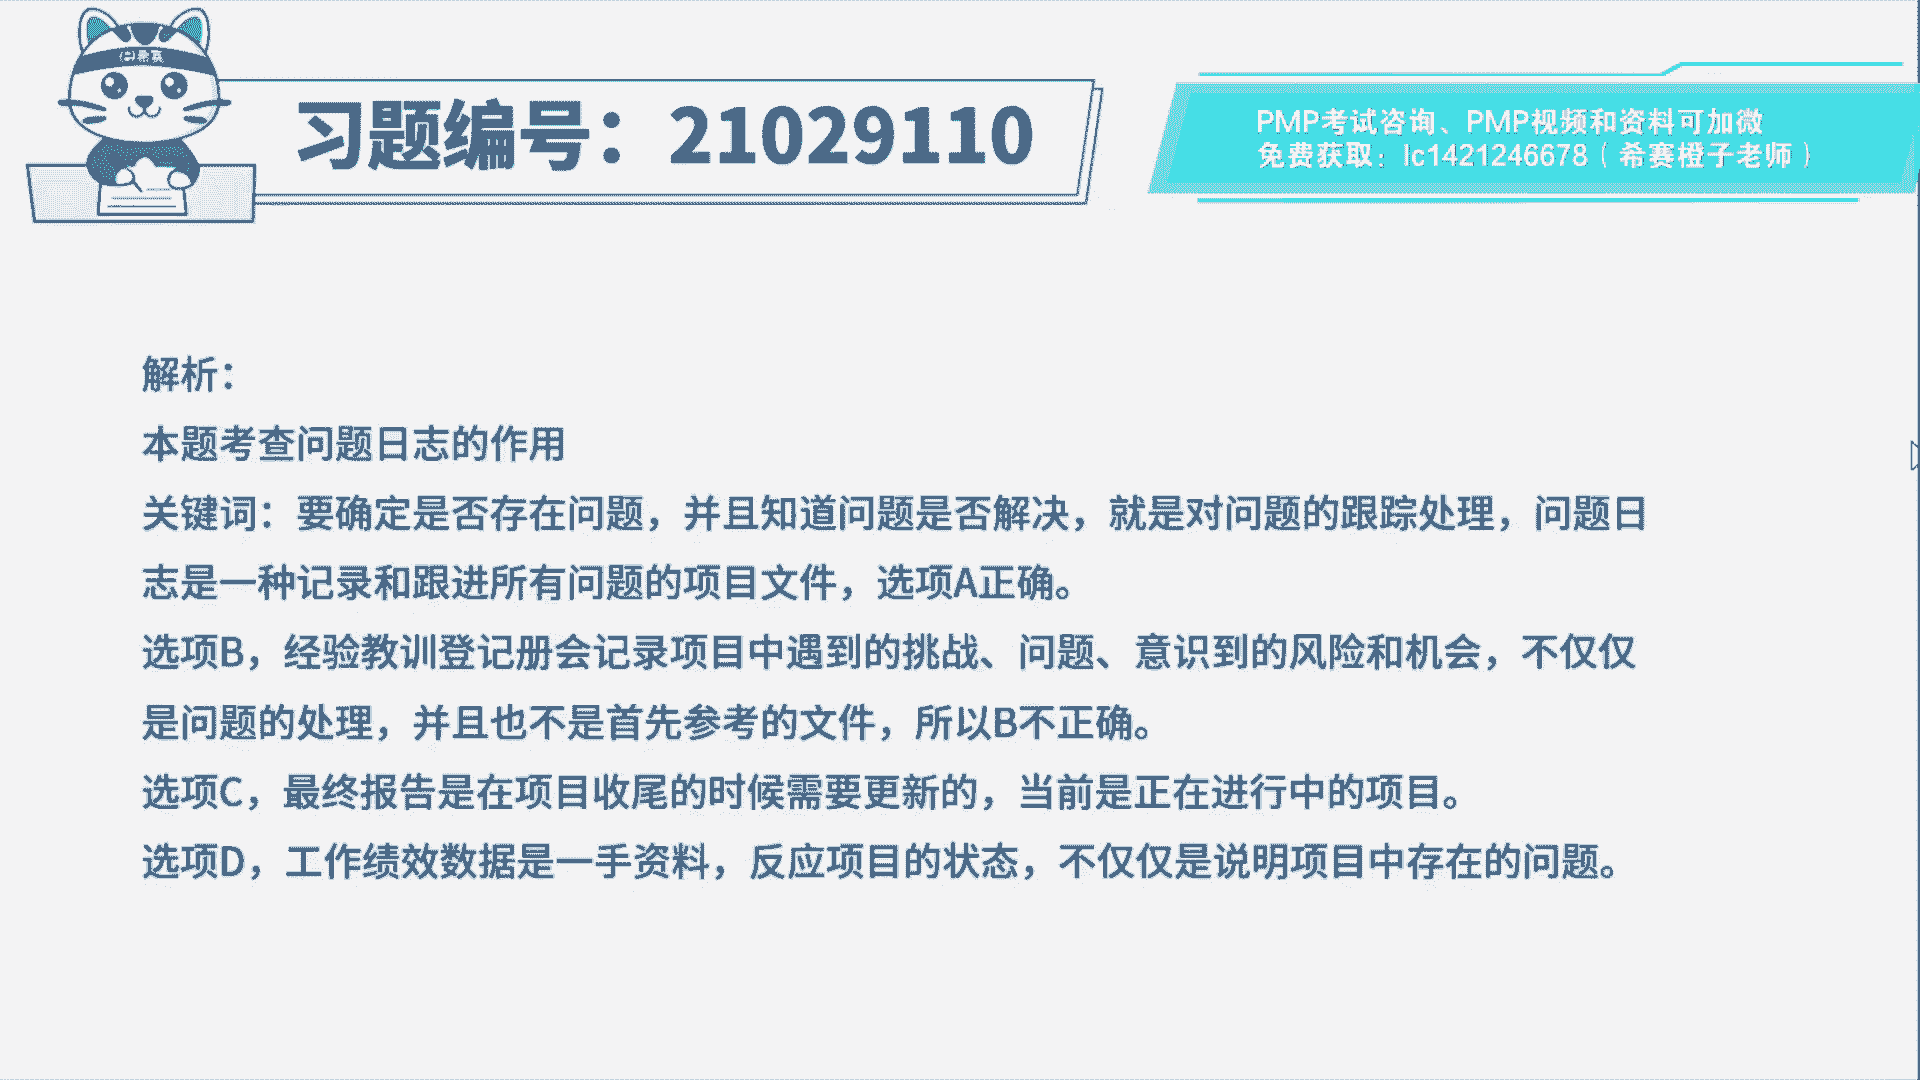 希赛
习题编号：21029110
PMP考试咨询、PMP视频和资料可加微
免费获取：lc1421246678（希赛橙子老师）
解析：
本题考查问题日志的作用
关键词：要确定是否存在问题，并且知道问题是否解决，就是对问题的跟踪处理，问题日
志是一种记录和跟进所有问题的项目文件，选项A正确。
选项B，经验教训登记册会记录项目中遇到的挑战、问题、意识到的风险和机会，不仅仅
是问题的处理，并且也不是首先参考的文件，所以B不正确。
选项C，最终报告是在项目收尾的时候需要更新的，当前是正在进行中的项目。
选项D，工作绩效数据是一手资料，反应项目的状态，不仅仅是说明项目中存在的问题。